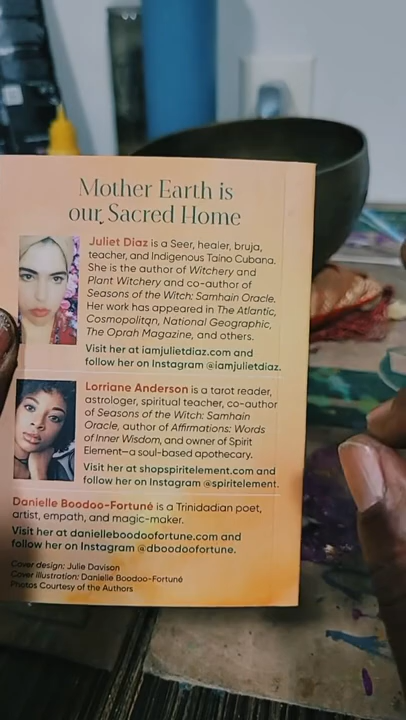 Mother Earth is
our Sacred Home
Juliet Diaz is a Seer, healer, bruja,
teacher, and Indigenous Taino Cubana.
She is the author of Witchery and
Plant Witchery and co-author of
Seasons of the Witch: Samhain Oracle.
Her work has appeared in The Atlantic,
Cosmopolitan, National Geographic,
The Oprah Magazine, and others.
Visit her at iamjulietdiaz.com and
follow her on Instagram @iamjulietdiaz.
Lorriane Anderson is a tarot reader,
astrologer, spiritual teacher, co-author
of Seasons of the Witch: Samhain
Oracle, author of Affirmations: Words
of Inner Wisdom, and owner of Spirit
Element—a soul-based apothecary.
Visit her at shopspiritelement.com and
follow her on Instagram @spiritelement.
Danielle Boodoo-Fortuné is a Trinidadian poet,
artist, empath, and magic-maker.
Visit her at danielleboodoofortune.com and
follow her on Instagram @dboodoofortune.
Cover design: Julie Davison
Cover illustration: Danielle Boodoo-Fortuné
Photos Courtesy of the Authors